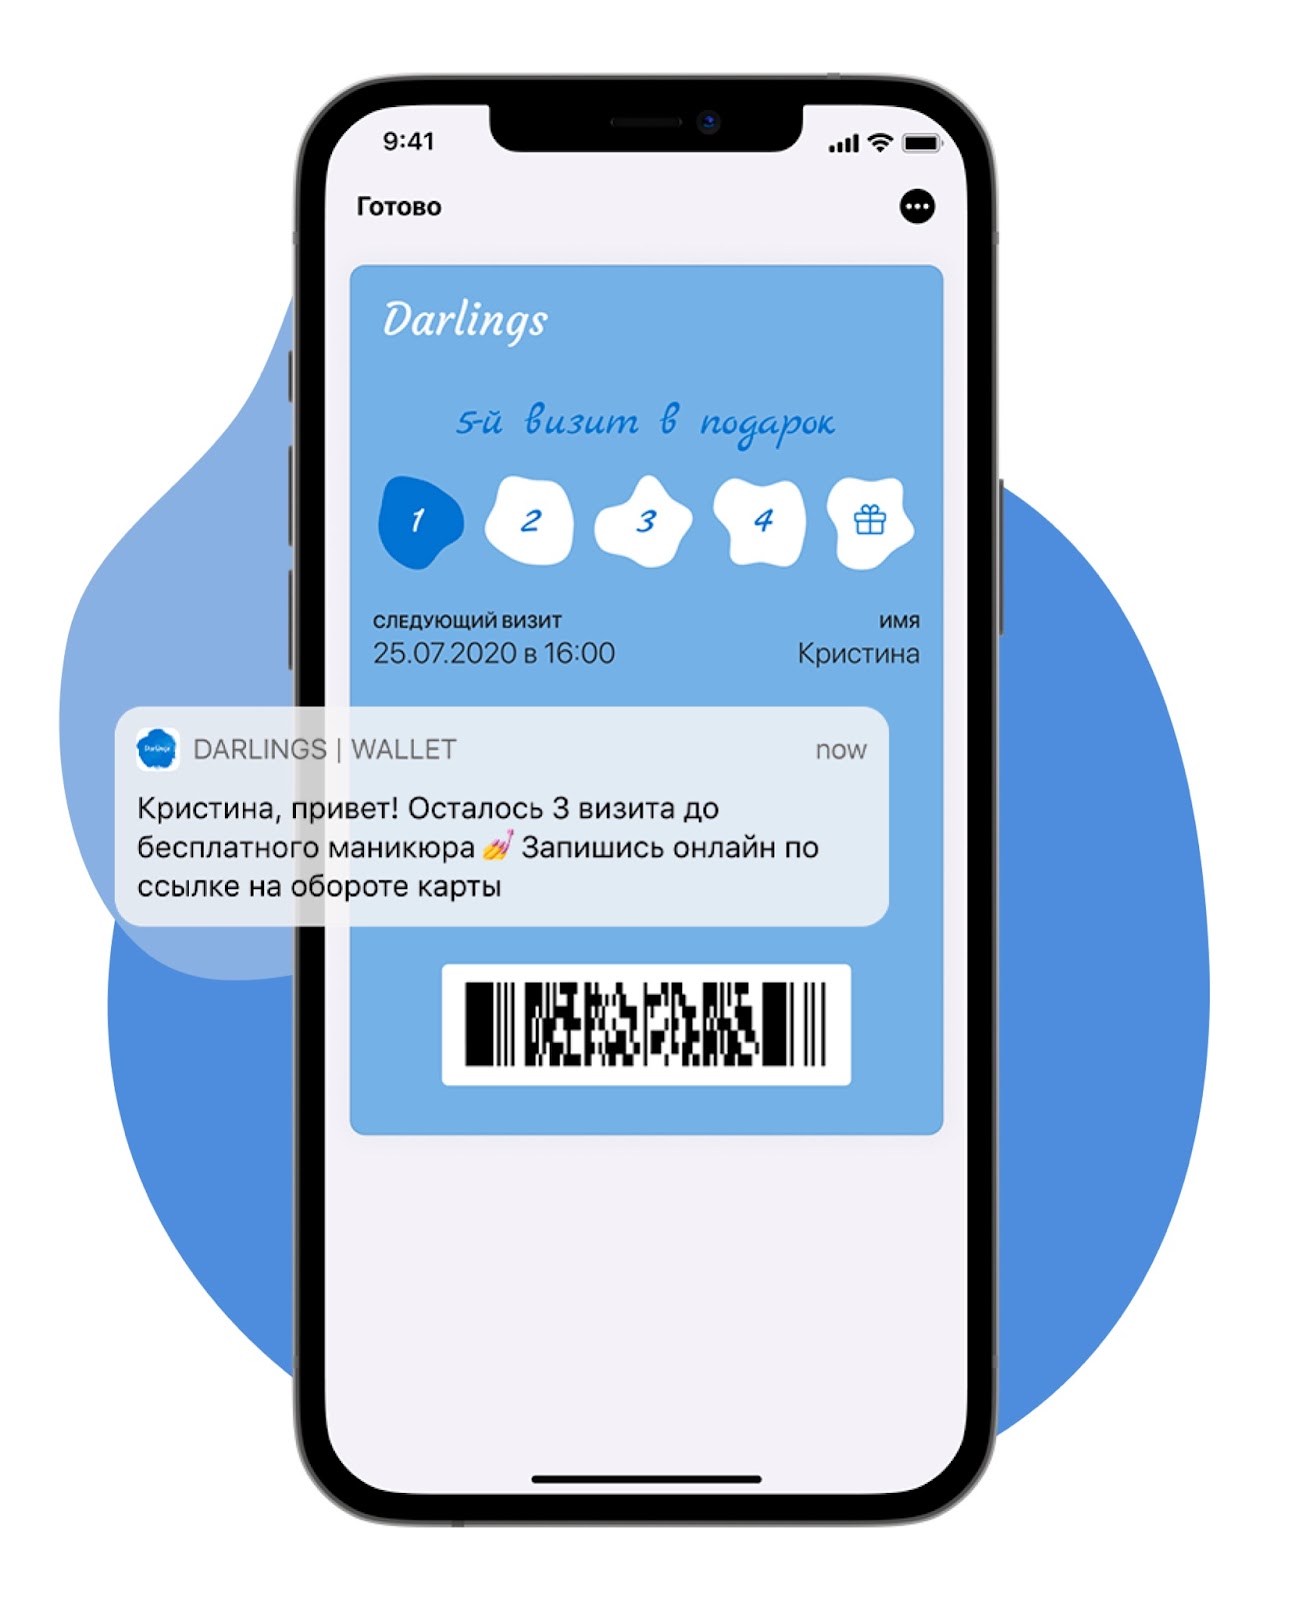 9:41
Готово
Darlings
5-й визит в подарок
1 2 3 4
СЛЕДУЮЩИЙ ВИЗИТ ИМЯ
25.07.2020 в 16:00 Кристина
Darlings DARLINGS | WALLET now
Кристина, привет! Осталось 3 визита до
бесплатного маникюра 💅 Запишись онлайн по
ссылке на обороте карты